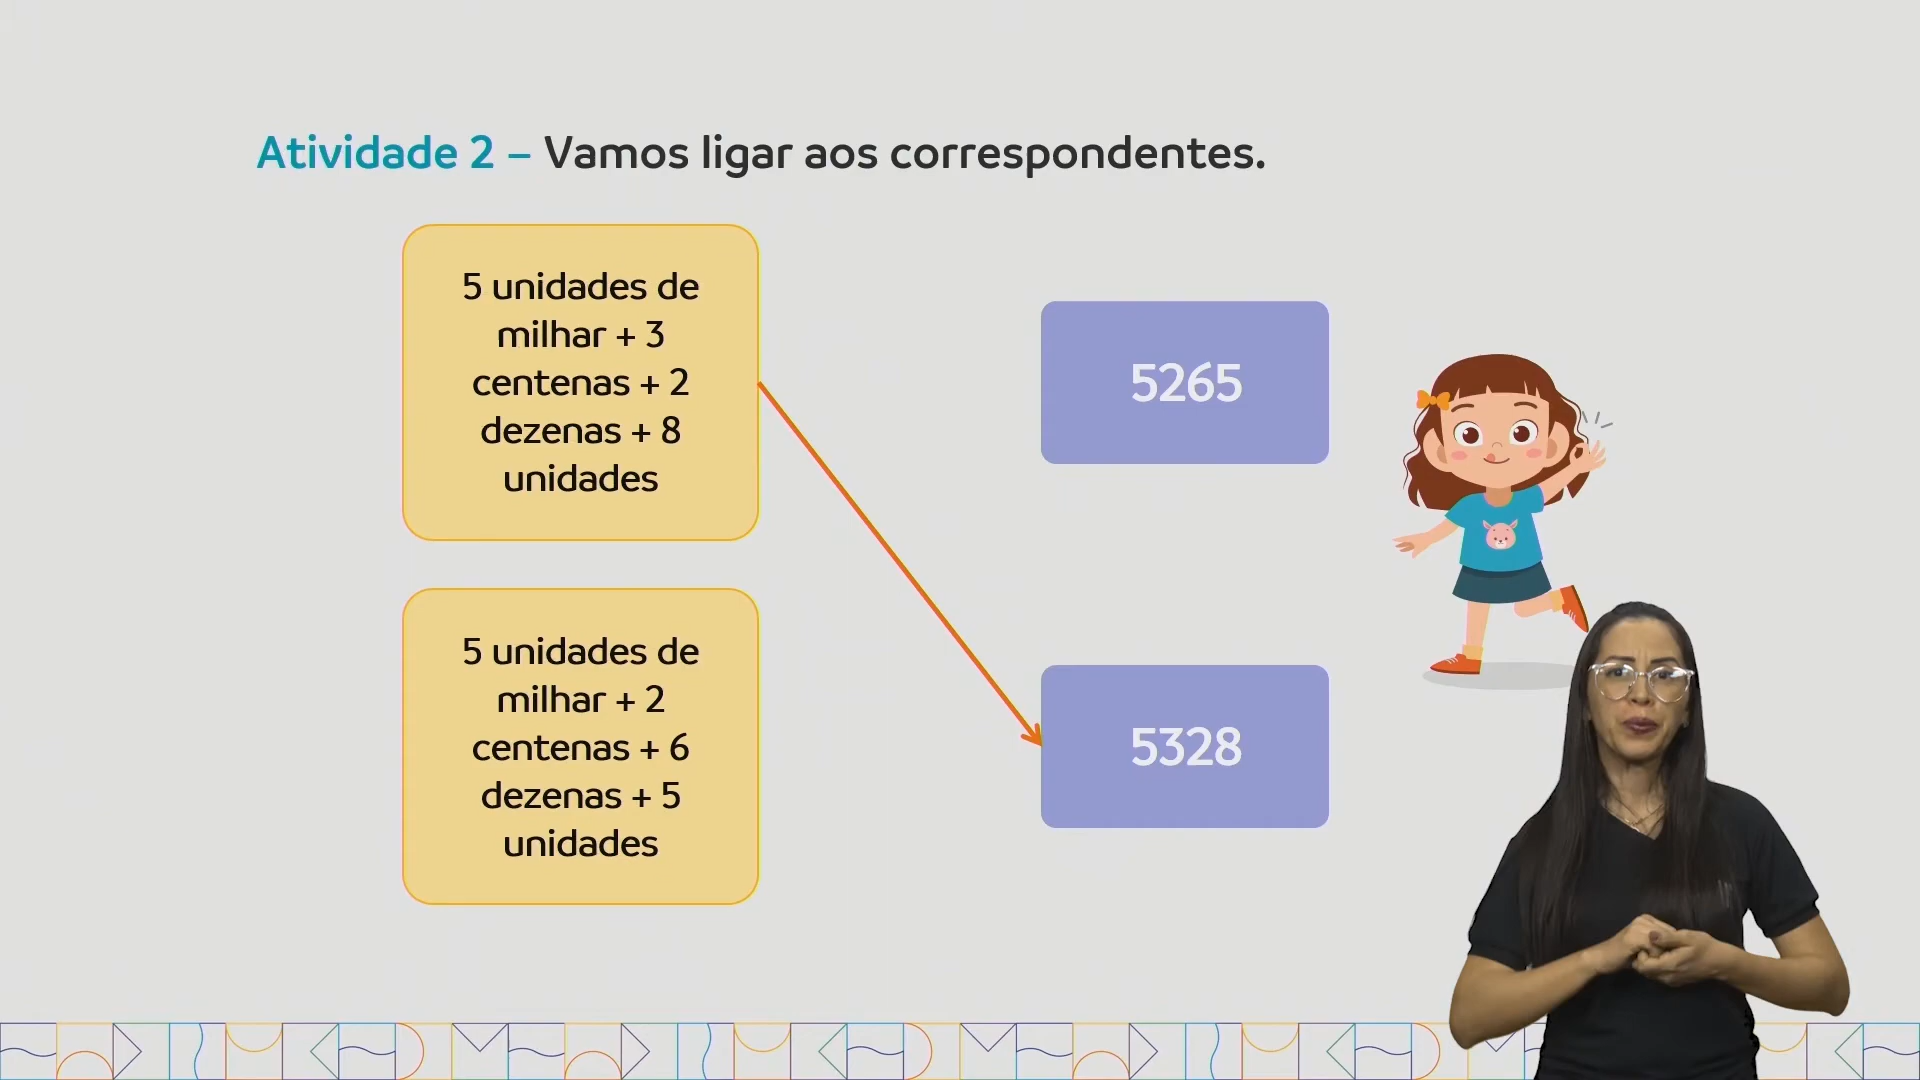 Atividade 2 – Vamos ligar aos correspondentes.
5 unidades de
milhar + 3
centenas + 2
dezenas + 8
unidades
5265
5 unidades de
milhar + 2
centenas + 6
dezenas + 5
unidades
5328